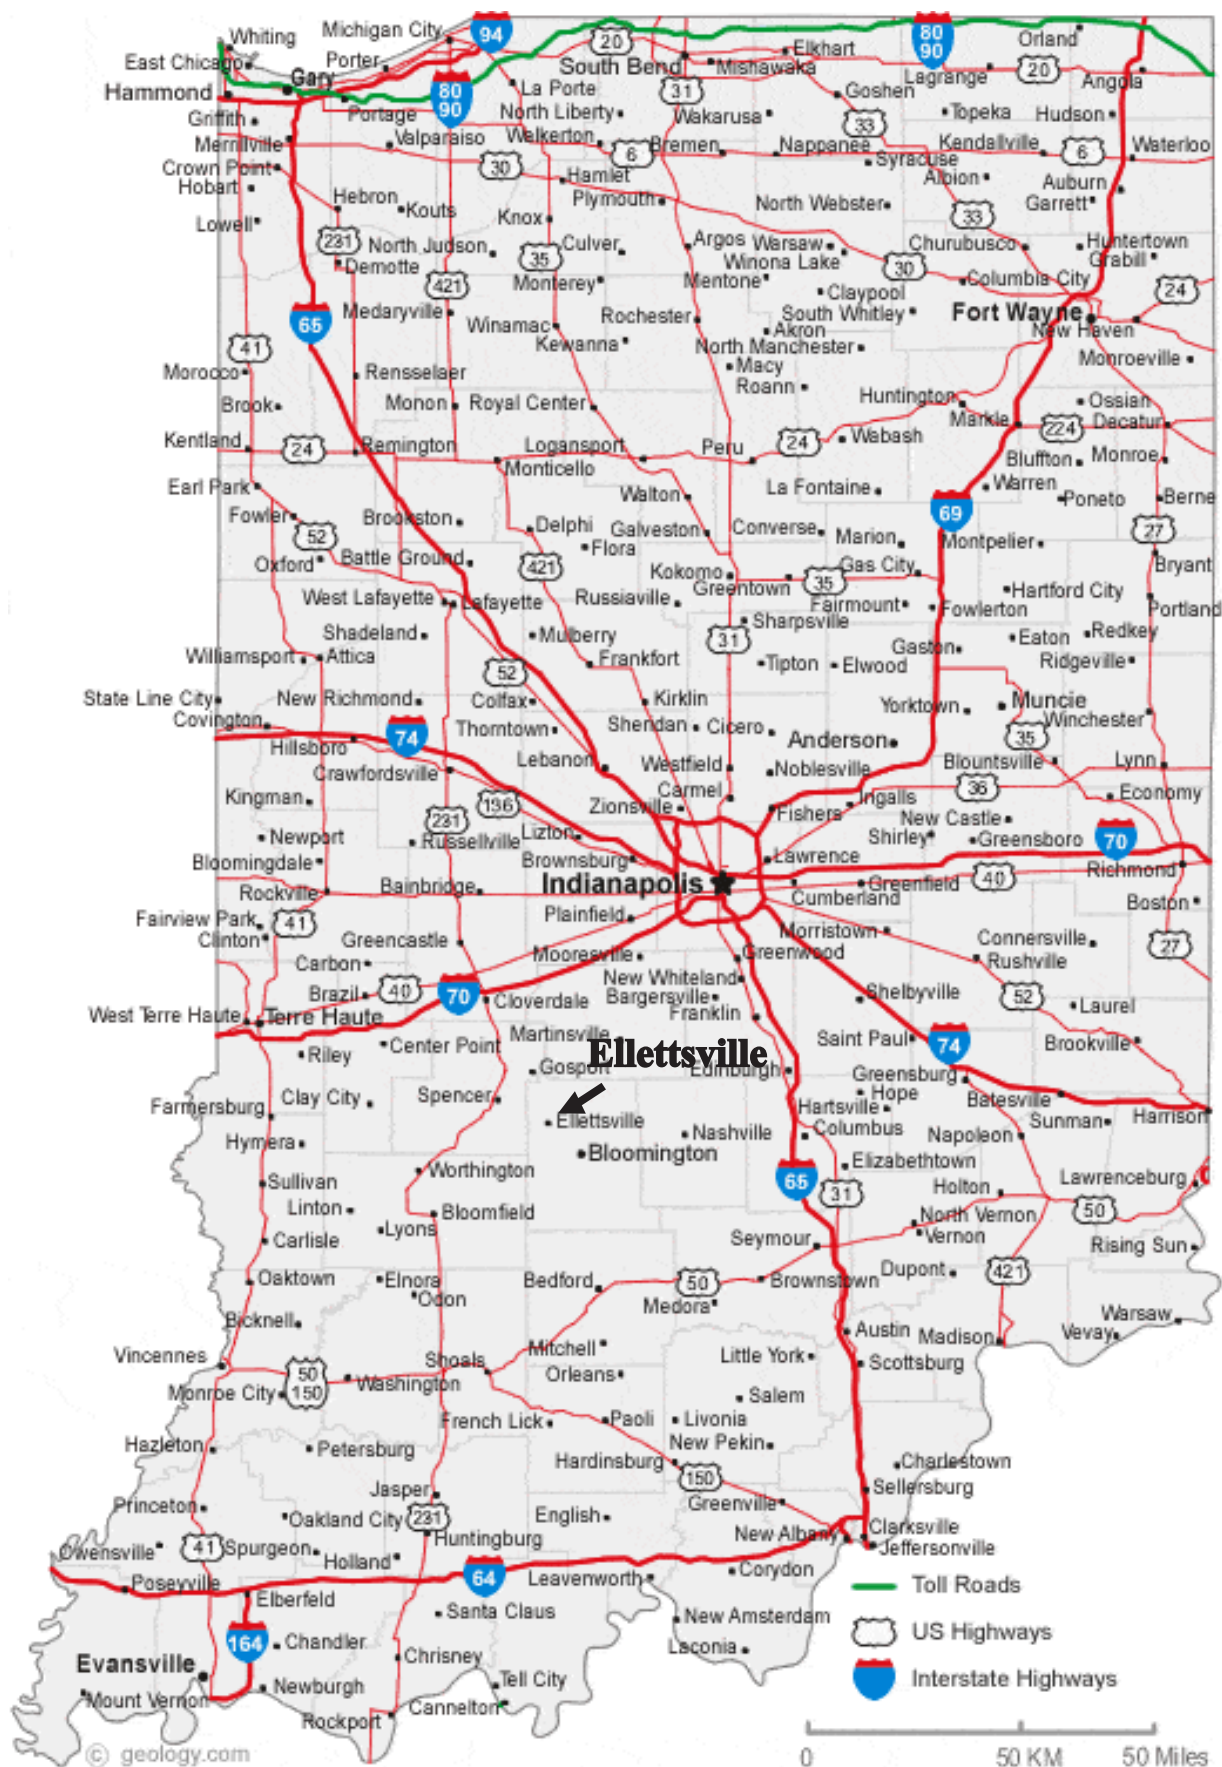 Whiting
Michigan City
94
80
90
Orland
East Chicago
Porter
20
Elkhart
Gary
South Bend
Mishawaka
Lagrange
20
Angola
Hammond
80
90
La Porte
31
Goshen
Griffith
Portage
North Liberty
Wakarusa
33
Topeka
Hudson
Merrillville
Valparaiso
Walkerton
6
Bremen
Nappanee
Kendallville
6
Waterloo
Crown Point
30
Hamlet
Syracuse
Albion
Auburn
Hobart
Hebron
Kouts
Plymouth
North Webster
Garrett
Lowell
Knox
33
231
North Judson
35
Culver
Argos
Warsaw
Churubusco
Huntertown
Demotte
Winona Lake
30
Grabill
421
Monterey
Mentone
Claypool
Columbia City
24
65
Medaryville
Winamac
Rochester
South Whitley
Fort Wayne
Akron
New Haven
41
Kewanna
North Manchester
Monroeville
Morocco
Rensselaer
Macy
Roann
Brook
Monon
Royal Center
Huntington
Ossian
Markle
224
Decatur
Kentland
24
Remington
Logansport
Peru
24
Wabash
Monticello
Bluffton
Monroe
Earl Park
Walton
La Fontaine
Warren
Poneto
Berne
Fowler
Brookston
Delphi
Galveston
Converse
69
27
52
Flora
Marion
Montpelier
Oxford
Battle Ground
421
Kokomo
Gas City
Bryant
Greentown
35
West Lafayette
Lafayette
Russiaville
Fairmount
Fowlerton
Hartford City
Portland
Sharpsville
Shadeland
Mulberry
31
Gaston
Eaton
Redkey
Williamsport
Attica
52
Frankfort
Tipton
Elwood
Ridgeville
State Line City
New Richmond
Colfax
Kirklin
Yorktown
Muncie
Covington
Thorntown
Sheridan
Cicero
Winchester
74
Anderson
35
Hillsboro
Lebanon
Westfield
Noblesville
Blountsville
Lynn
Crawfordsville
Carmel
36
Kingman
136
Zionsville
Ingalls
Economy
231
Fishers
New Castle
Newport
Russellville
Lizton
Shirley
Greensboro
70
Bloomingdale
Brownsburg
Lawrence
Richmond
Rockville
Bainbridge
Indianapolis
Greenfield
40
Cumberland
Boston
Fairview Park
41
Plainfield
Clinton
Greencastle
Morristown
Connersville
27
Carbon
Mooresville
Greenwood
Rushville
Brazil
40
70
Cloverdale
New Whiteland
Bargersville
Shelbyville
52
Laurel
West Terre Haute
Terre Haute
Franklin
Martinsville
Saint Paul
74
Brookville
Riley
Center Point
Ellettsville
Gosport
Edinburgh
Greensburg
Clay City
Spencer
Hope
Batesville
Farmersburg
Hartsville
Sunman
Harrison
Ellettsville
Hymera
Nashville
Columbus
Napoleon
Bloomington
Worthington
Elizabethtown
Sullivan
65
31
Holton
Lawrenceburg
Linton
Bloomfield
50
Lyons
North Vernon
Carlisle
Seymour
Vernon
Rising Sun
Oaktown
Elnora
Bedford
50
Brownstown
Dupont
421
Odon
Medora
Bicknell
Warsaw
Austin
Madison
Vevay
Vincennes
Shoals
Mitchell
Little York
Scottsburg
50
150
Washington
Orleans
Monroe City
Salem
French Lick
Paoli
Livonia
Hazleton
Petersburg
New Pekin
Hardinsburg
Charlestown
150
Jasper
Sellersburg
Princeton
Oakland City
231
English
Greenville
Clarksville
New Albany
41
Huntingburg
Jeffersonville
Owensville
Spurgeon
Holland
64
Corydon
Poseyville
Leavenworth
Toll Roads
Elberfeld
Santa Claus
New Amsterdam
US Highways
164
Chandler
Laconia
Evansville
Chrisney
Interstate Highways
Mount Vernon
Newburgh
Tell City
Cannelton
Rockport
© geology.com
0
50 KM
50 Miles